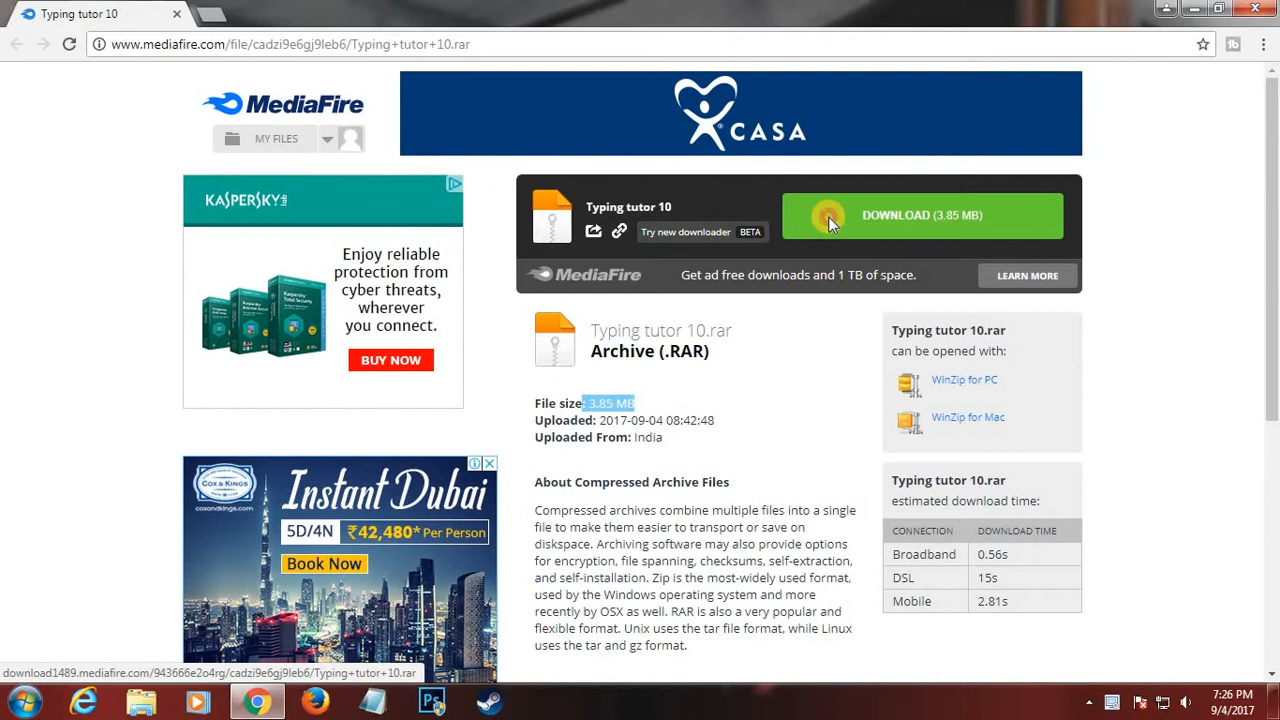 Typing tutor 10
www.mediafire.com/file/cadzi9e6gj9leb6/Typing+tutor+10.rar
MediaFire
MY FILES
CASA
KASPERSKY lab
Enjoy reliable
protection from
cyber threats,
wherever
you connect.
BUY NOW
Typing tutor 10
Try new downloader BETA
DOWNLOAD (3.85 MB)
MediaFire
Get ad free downloads and 1 TB of space.
LEARN MORE
Typing tutor 10.rar
Archive (.RAR)
File size: 3.85 MB
Uploaded: 2017-09-04 08:42:48
Uploaded From: India
About Compressed Archive Files
Compressed archives combine multiple files into a single
file to make them easier to transport or save on
diskspace. Archiving software may also provide options
for encryption, file spanning, checksums, self-extraction,
and self-installation. Zip is the most-widely used format,
used by the Windows operating system and more
recently by OSX as well. RAR is also a very popular and
flexible format. Unix uses the tar file format, while Linux
uses the tar and gz format.
Typing tutor 10.rar
can be opened with:
WinZip for PC
WinZip for Mac
Typing tutor 10.rar
estimated download time:
CONNECTION DOWNLOAD TIME
Broadband 0.56s
DSL 15s
Mobile 2.81s
COX & KINGS
coxandkings.com
Instant Dubai
5D/4N ₹42,480* Per Person
Book Now
download1489.mediafire.com/943666e2o4rg/cadzi9e6gj9leb6/Typing+tutor+10.rar
Ps
7:26 PM
9/4/2017